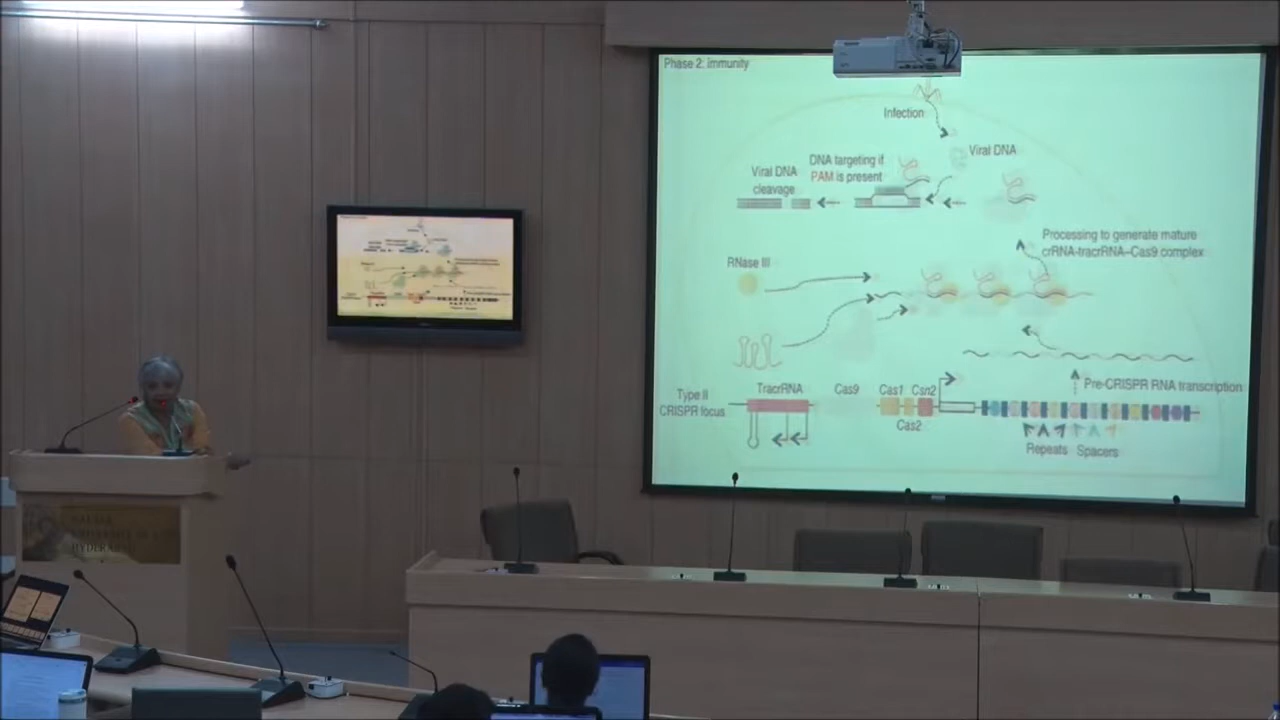 Phase 2: immunity
Infection
Viral DNA
DNA targeting if
PAM is present
Viral DNA
cleavage
Processing to generate mature
crRNA-tracrRNA–Cas9 complex
RNase III
Pre-CRISPR RNA transcription
Type II
CRISPR locus
TracrRNA
Cas9
Cas1
Csn2
Cas2
Repeats
Spacers
HYDERABAD